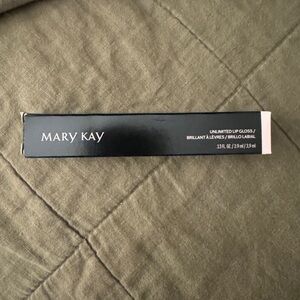 MARY KAY
UNLIMITED LIP GLOSS /
BRILLANT À LÈVRES / BRILLO LABIAL